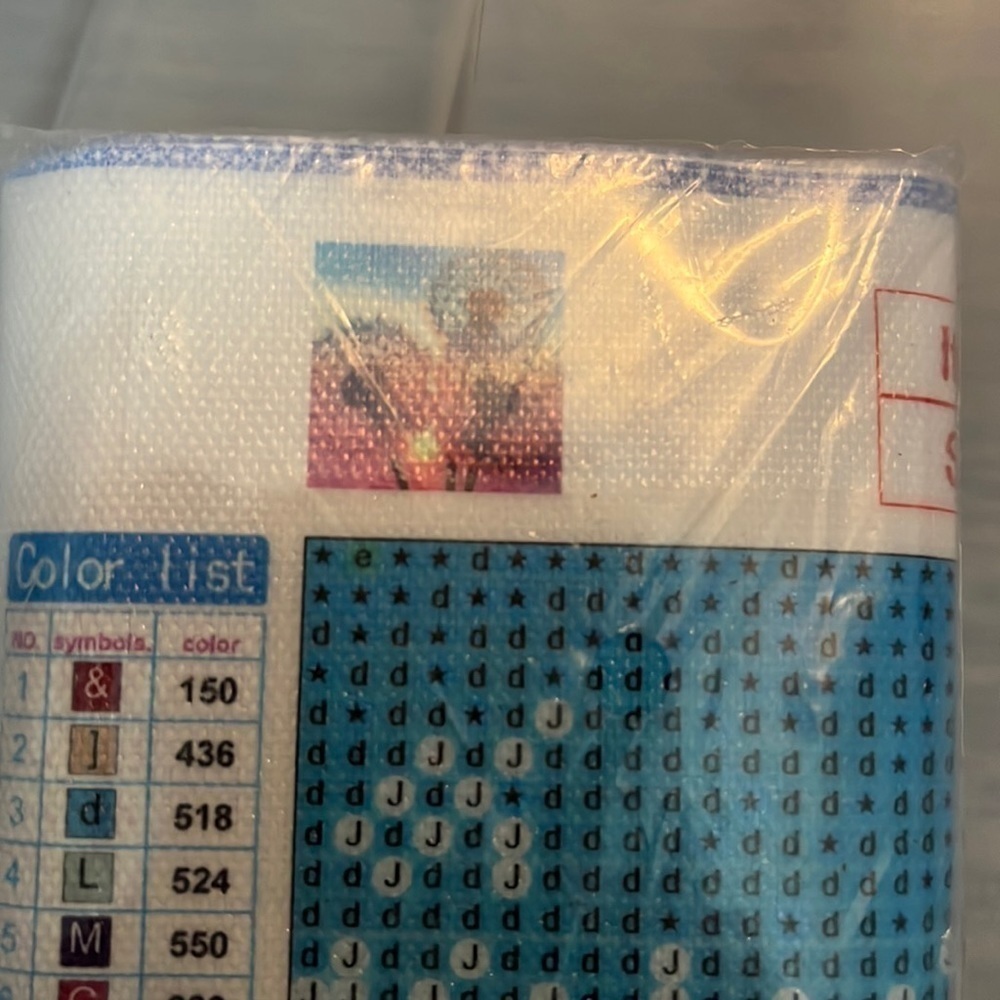 Color list
NO. symbols. color
1 & 150
2 ] 436
3 d 518
4 L 524
5 M 550
★ e ★ ★ d ★ ★ ★ d ★ ★ ★ d ★ ★ ★ ★
★ ★ ★ d ★ ★ d d ★ d ★ d ★ ★ d ★ ★
d ★ d ★ d d d ★ a ★ d d ★ d ★ ★ d
★ d d ★ d d ★ d d d d ★ d ★ d d ★
d ★ d d ★ d J d d d ★ d ★ d d ★ ★
d d d J d J d d d d d d d d d ★ d
d d J d J ★ d d d d d ★ d d ★ d d
d J d J d J d d d d ★ d d ★ d d d
d d J d d J d d d d d d d d d d ★
d d d d d d d d d ★ d d ★ d d ★ d
d J d d J d d d d J d d d d d d d